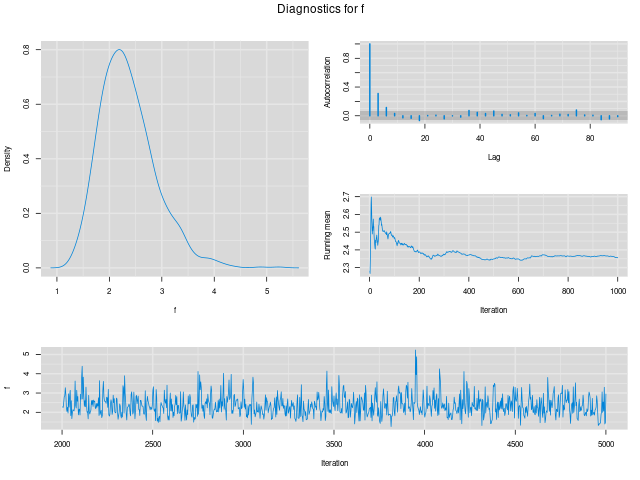 Diagnostics for f
Density
0.0 0.2 0.4 0.6 0.8
1 2 3 4 5
f
Autocorrelation
0.0 0.4 0.8
0 20 40 60 80
Lag
Running mean
2.3 2.4 2.5 2.6 2.7
0 200 400 600 800 1000
Iteration
f
2 3 4 5
2000 2500 3000 3500 4000 4500 5000
Iteration